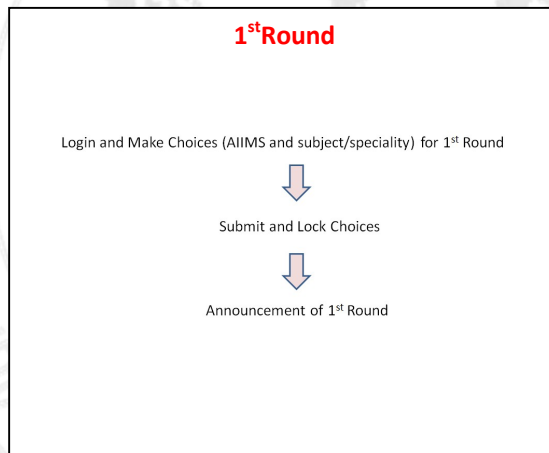 1stRound
Login and Make Choices (AIIMS and subject/speciality) for 1st Round
Submit and Lock Choices
Announcement of 1st Round